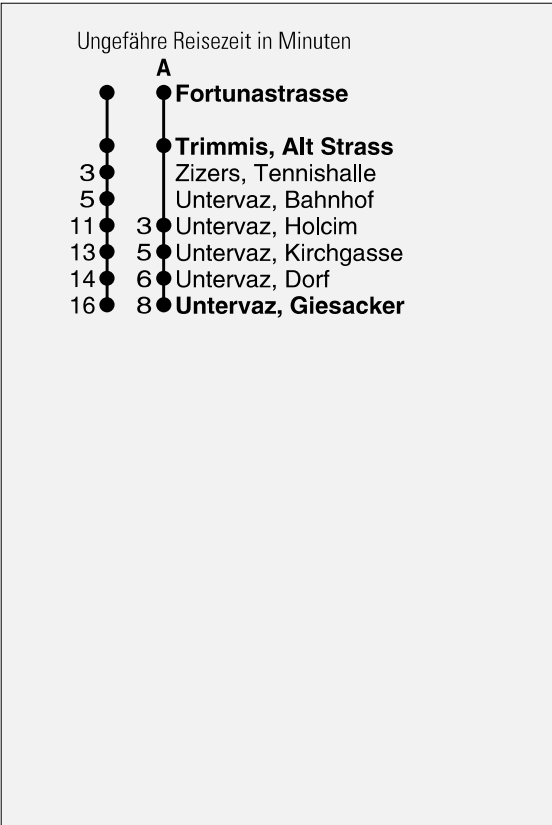 Ungefähre Reisezeit in Minuten
A
Fortunastrasse
Trimmis, Alt Strass
3 Zizers, Tennishalle
5 Untervaz, Bahnhof
11 3 Untervaz, Holcim
13 5 Untervaz, Kirchgasse
14 6 Untervaz, Dorf
16 8 Untervaz, Giesacker